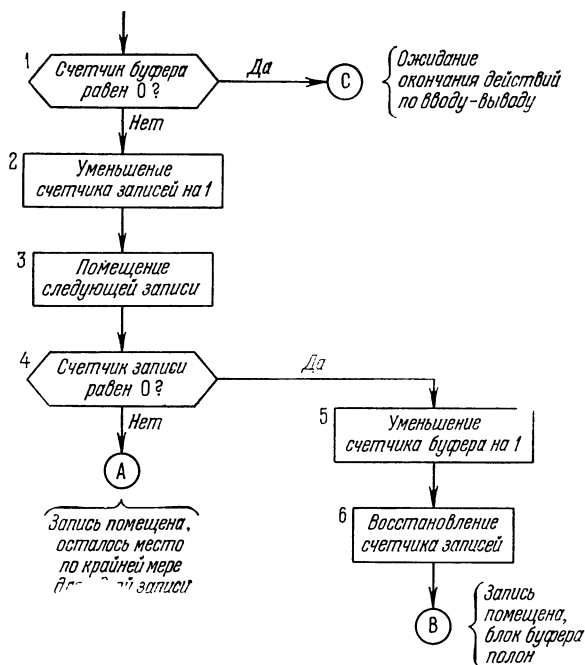 1
Счетчик буфера
равен 0?
Да
C
Ожидание
окончания действий
по вводу-выводу
Нет
2
Уменьшение
счетчика записей на 1
3
Помещение
следующей записи
4
Счетчик записи
равен 0?
Да
Нет
A
Запись помещена,
осталось место
по крайней мере
записи
5
Уменьшение
счетчика буфера на 1
6
Восстановление
счетчика записей
B
Запись
помещена,
блок буфера
полон